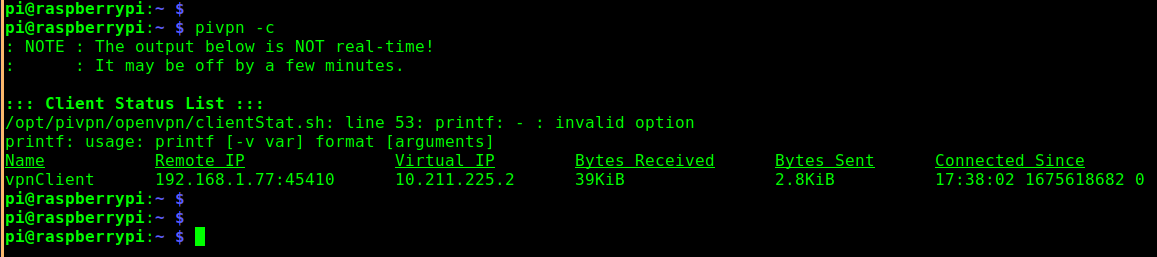 pi@raspberrypi:~ $
pi@raspberrypi:~ $ pivpn -c
: NOTE : The output below is NOT real-time!
:      : It may be off by a few minutes.

::: Client Status List :::
/opt/pivpn/openvpn/clientStat.sh: line 53: printf: - : invalid option
printf: usage: printf [-v var] format [arguments]
Name           Remote IP               Virtual IP        Bytes Received      Bytes Sent      Connected Since
vpnClient      192.168.1.77:45410      10.211.225.2      39KiB               2.8KiB          17:38:02 1675618682 0
pi@raspberrypi:~ $
pi@raspberrypi:~ $
pi@raspberrypi:~ $